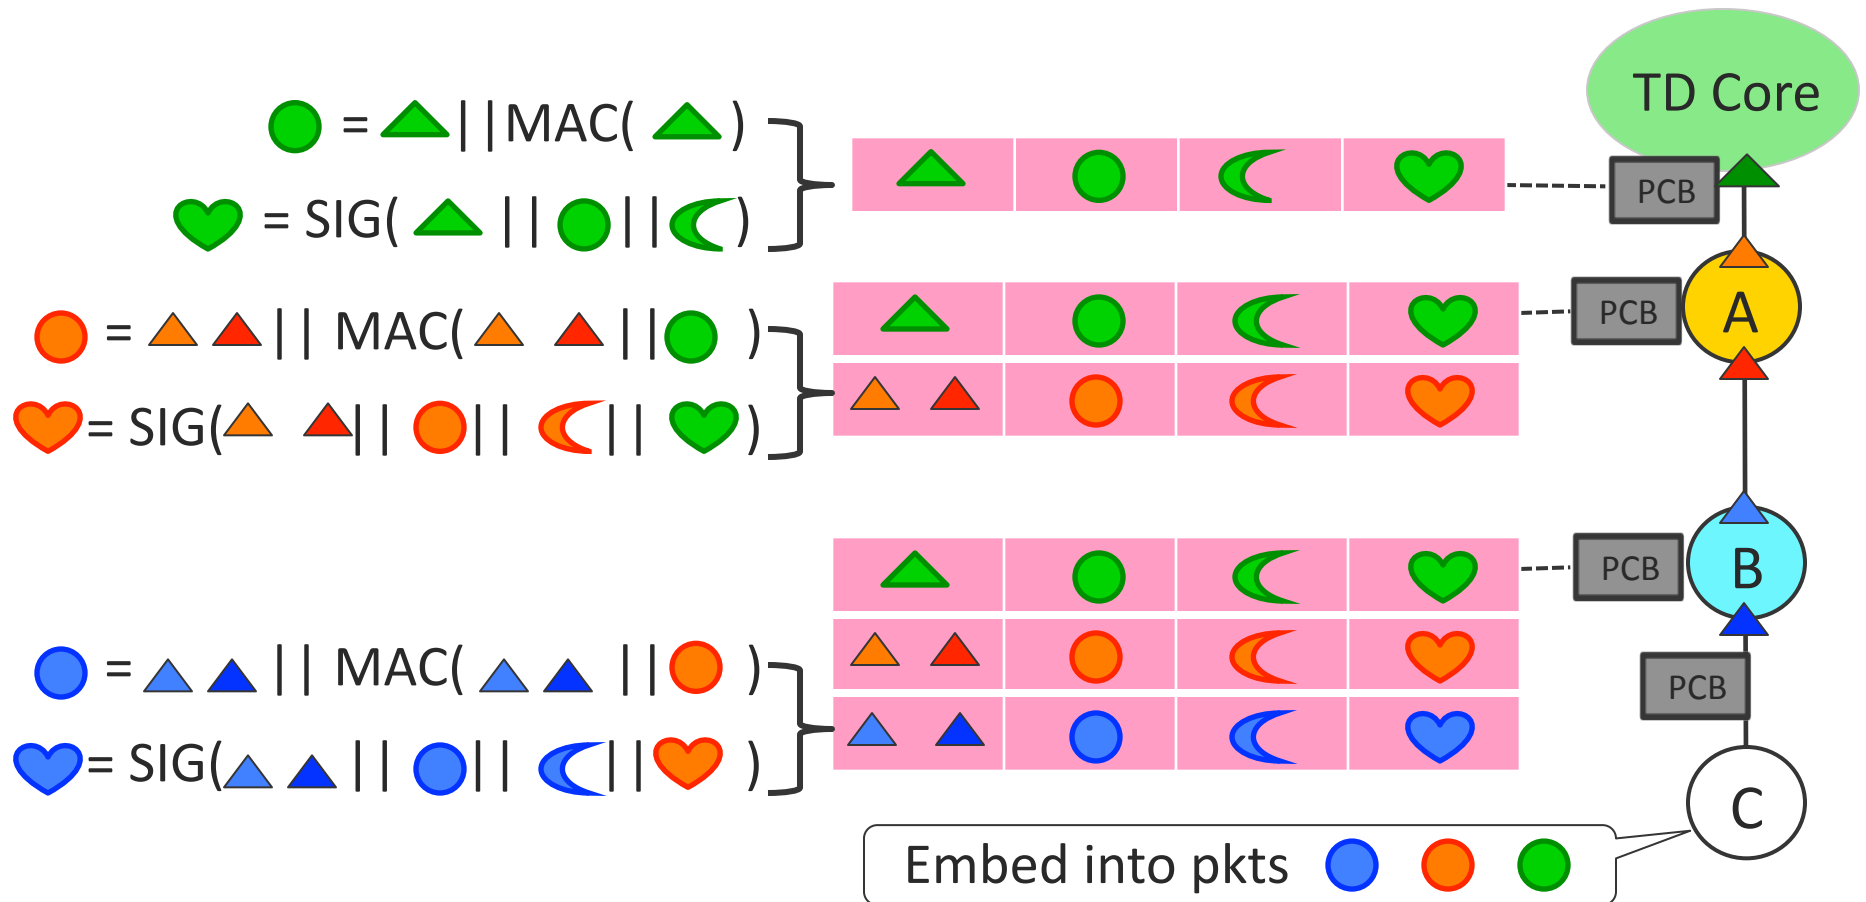 TD Core
= ||MAC( )
PCB
= SIG( || || )
= || MAC( || )
PCB
A
= SIG( || || || )
PCB
B
= || MAC( || )
PCB
= SIG( || || || )
C
Embed into pkts